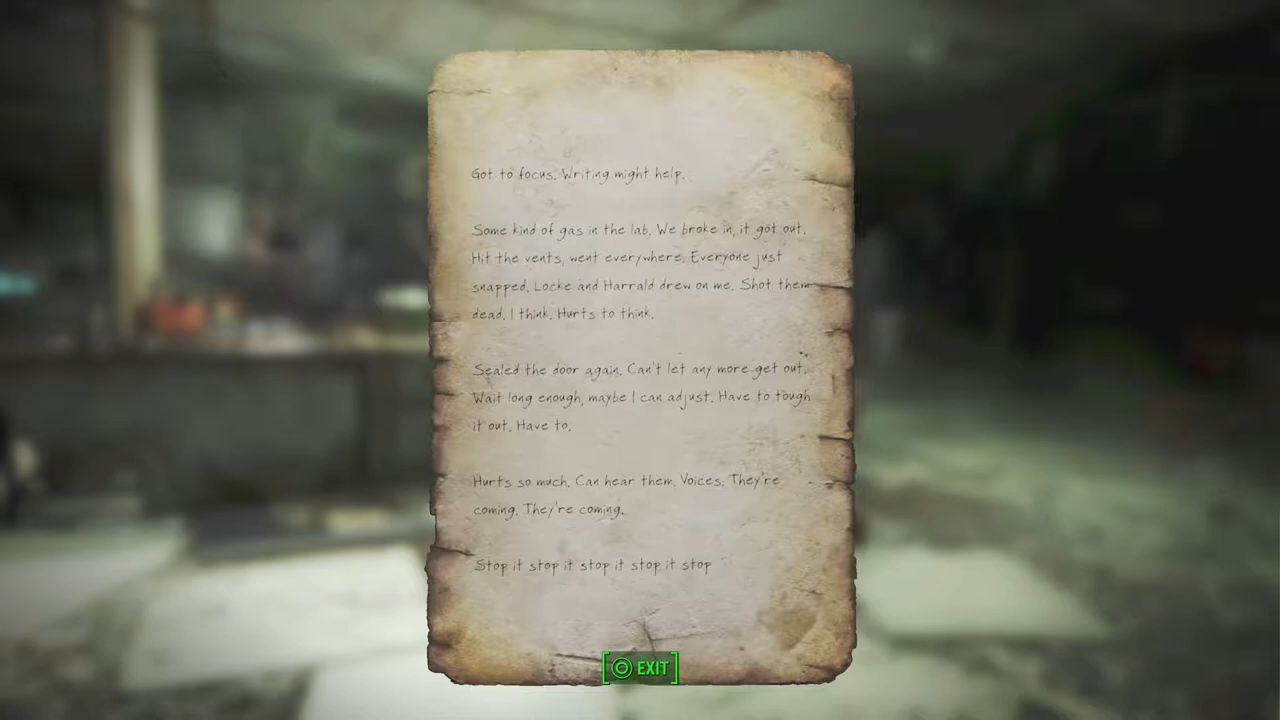 Got to focus. Writing might help.
Some kind of gas in the lab. We broke in, it got out.
Hit the vents, went everywhere. Everyone just
snapped. Locke and Harrald drew on me. Shot them
dead. I think. Hurts to think.
Sealed the door again. Can't let any more get out.
Wait long enough, maybe I can adjust. Have to tough
it out. Have to.
Hurts so much. Can hear them. Voices. They're
coming. They're coming.
Stop it stop it stop it stop it stop
EXIT